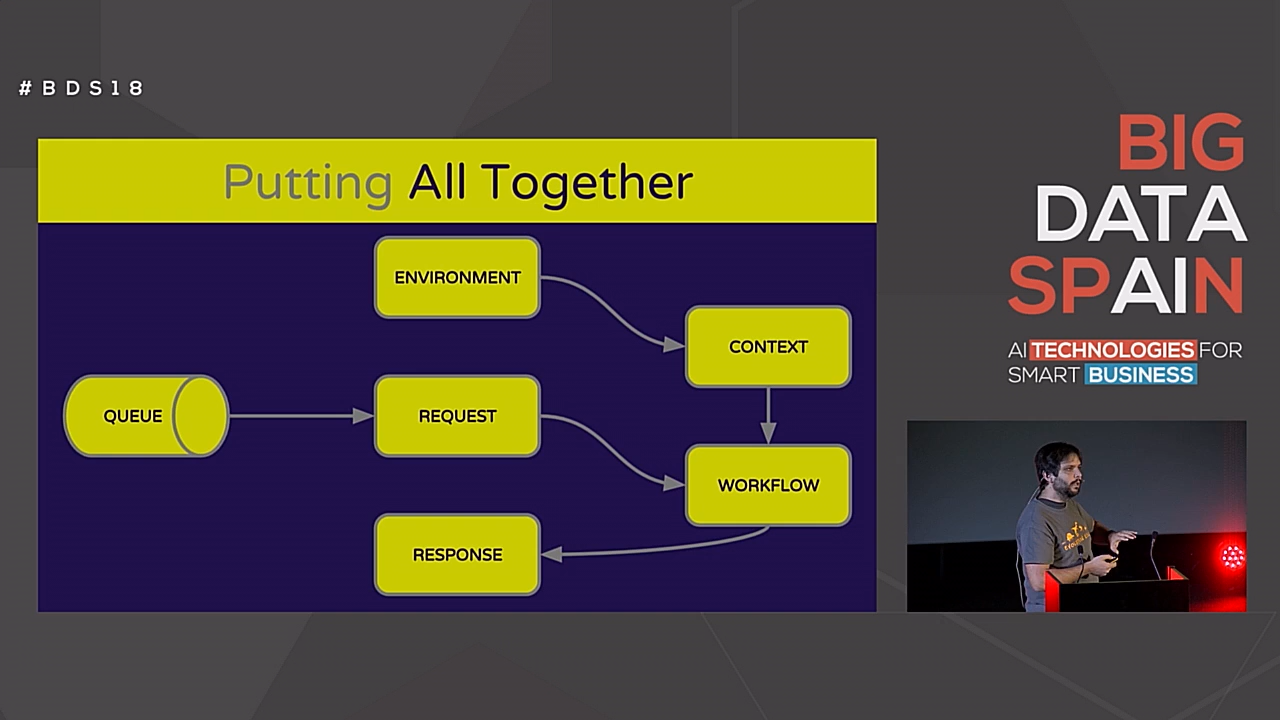 #BDS18
Putting All Together
ENVIRONMENT
CONTEXT
QUEUE
REQUEST
WORKFLOW
RESPONSE
BIG
DATA
SPAIN
AI TECHNOLOGIES FOR
SMART BUSINESS